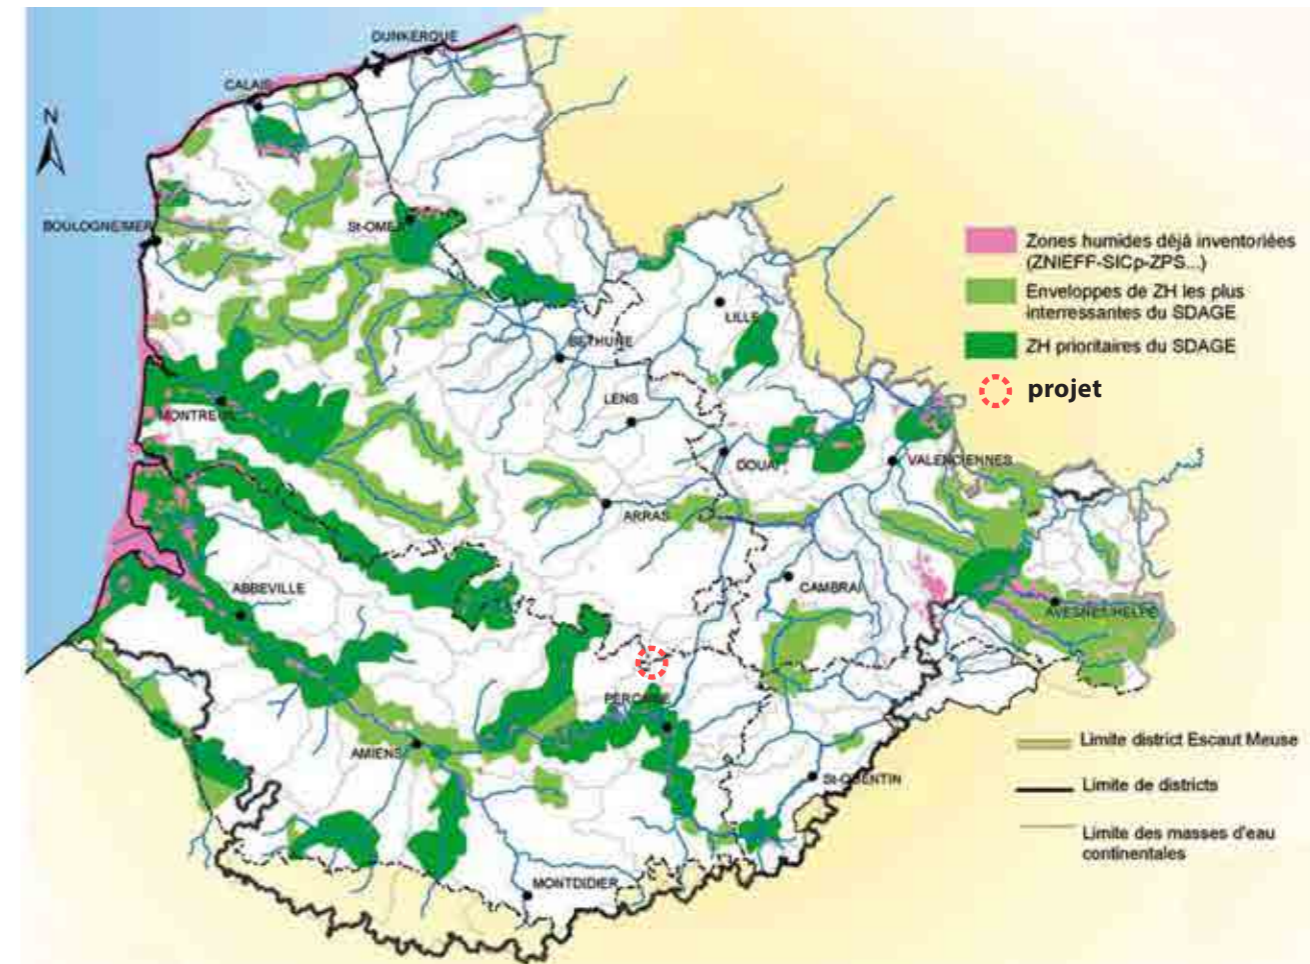 DUNKERQUE
CALAIS
N
BOULOGNE/MER
St-OMER
LILLE
BETHUNE
LENS
MONTREUIL
DOUAI
VALENCIENNES
ARRAS
CAMBRAI
ABBEVILLE
AVESNES/HELPE
PERONNE
AMIENS
St-QUENTIN
MONTDIDIER
Zones humides déjà inventoriées
(ZNIEFF-SICp-ZPS...)
Enveloppes de ZH les plus
interressantes du SDAGE
ZH prioritaires du SDAGE
projet
Limite district Escaut Meuse
Limite de districts
Limite des masses d'eau
continentales